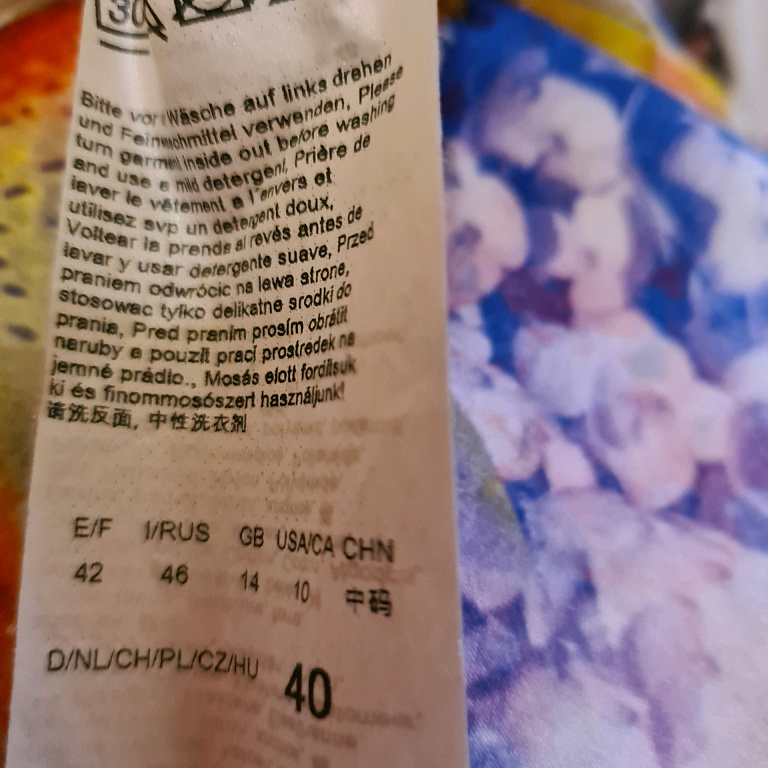 30
Bitte vor Wäsche auf links drehen
und Feinwaschmittel verwenden, Please
turn garment inside out before washing
and use a mild detergent, Prière de
laver le vêtement a l'envers et
utilisez svp un detergent doux,
Voltear la prenda al revés antes de
lavar y usar detergente suave, Przed
praniem odwrócic na lewa strone,
stosowac tylko delikatne srodki do
prania, Pred pranim prosím obrátit
naruby a pouzit praci prostredek na
jemné prádlo., Mosás elott fordisuk
ki és finommosószert használjunk!
请洗反面, 中性洗衣剂
E/F I/RUS GB USA/CA CHN
42 46 14 10 中码
D/NL/CH/PL/CZ/HU 40